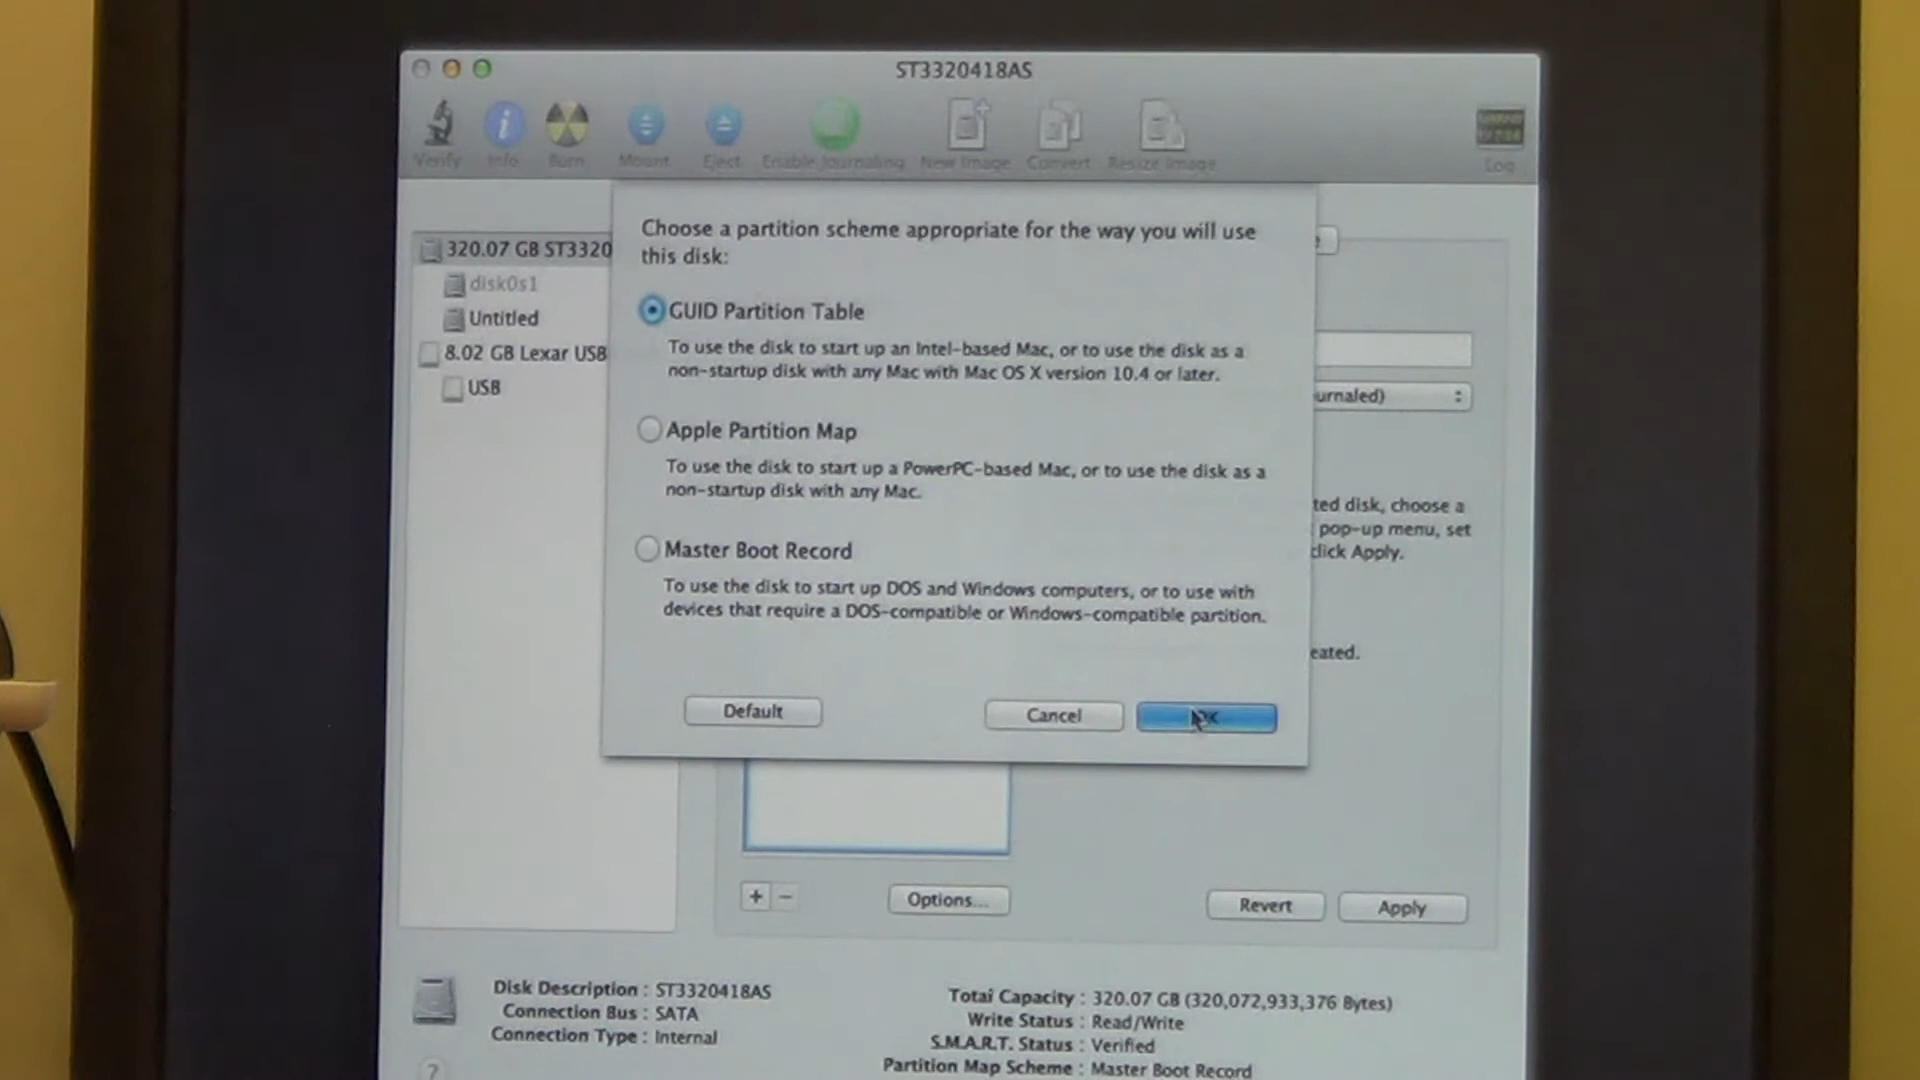 ST3320418AS
Verify Info Burn Mount Eject Enable Journaling New Image Convert Resize Image Log
320.07 GB ST3320
disk0s1
Untitled
8.02 GB Lexar USB
USB
Choose a partition scheme appropriate for the way you will use
this disk:
GUID Partition Table
To use the disk to start up an Intel-based Mac, or to use the disk as a
non-startup disk with any Mac with Mac OS X version 10.4 or later.
Apple Partition Map
To use the disk to start up a PowerPC-based Mac, or to use the disk as a
non-startup disk with any Mac.
Master Boot Record
To use the disk to start up DOS and Windows computers, or to use with
devices that require a DOS-compatible or Windows-compatible partition.
Default Cancel OK
urnaled)
ted disk, choose a
pop-up menu, set
click Apply.
eated.
+ − Options... Revert Apply
Disk Description : ST3320418AS
Connection Bus : SATA
Connection Type : Internal
Total Capacity : 320.07 GB (320,072,933,376 Bytes)
Write Status : Read/Write
S.M.A.R.T. Status : Verified
Partition Map Scheme : Master Boot Record
?